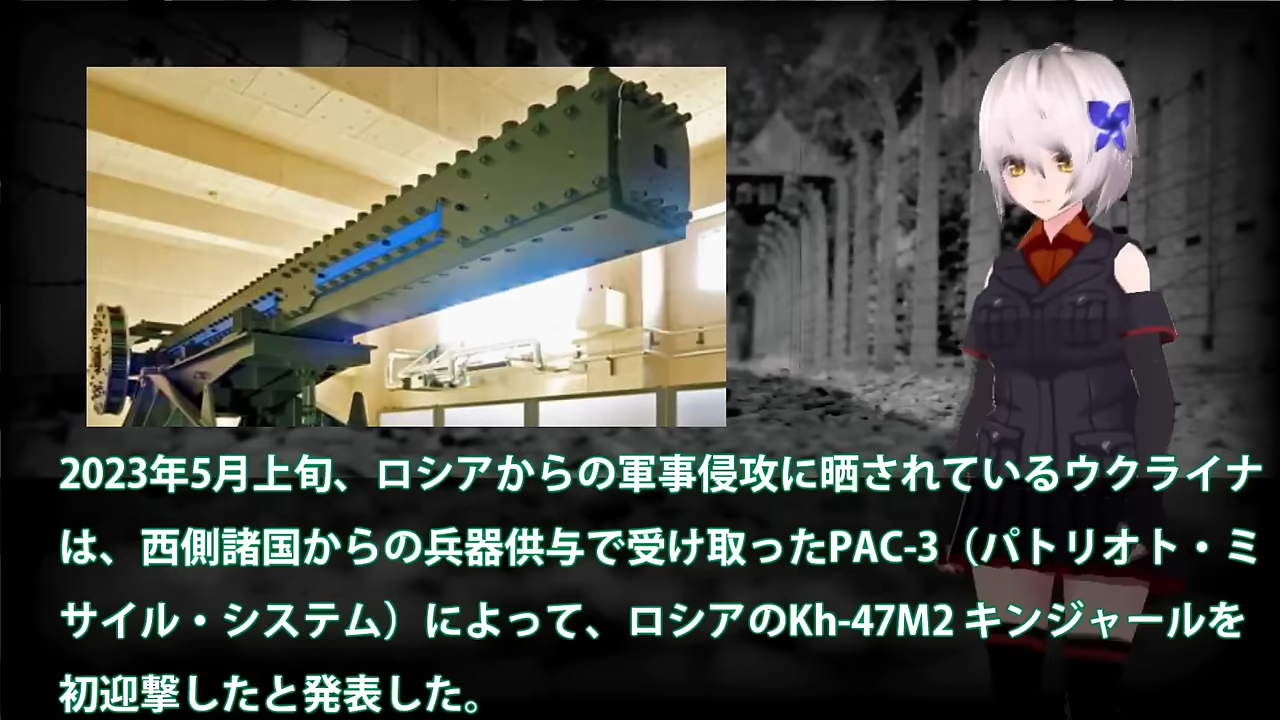 2023年5月上旬、ロシアからの軍事侵攻に晒されているウクライナ
は、西側諸国からの兵器供与で受け取ったPAC-3（パトリオト・ミ
サイル・システム）によって、ロシアのKh-47M2 キンジャールを
初迎撃したと発表した。